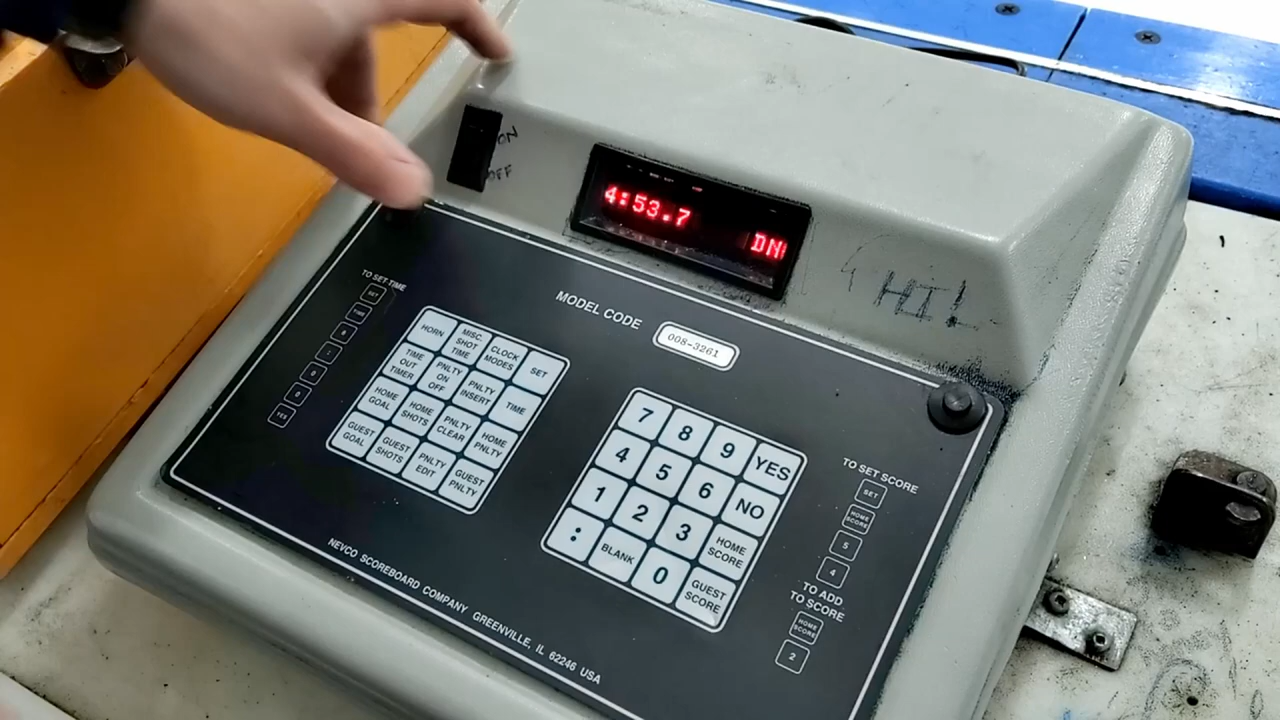 ON
OFF
4:53.7
DN
HI!
MODEL CODE
008-3261
TO SET TIME
SET
TIME
YES
HORN
MISC. SHOT TIME
CLOCK MODES
SET
TIME OUT TIMER
PNLTY ON OFF
PNLTY INSERT
TIME
HOME GOAL
HOME SHOTS
PNLTY CLEAR
HOME PNLTY
GUEST GOAL
GUEST SHOTS
PNLTY EDIT
GUEST PNLTY
7 8 9 YES
4 5 6 NO
1 2 3 HOME SCORE
: BLANK 0 GUEST SCORE
TO SET SCORE
SET
HOME SCORE
5
4
TO ADD
TO SCORE
HOME SCORE
2
NEVCO SCOREBOARD COMPANY GREENVILLE, IL 62246 USA